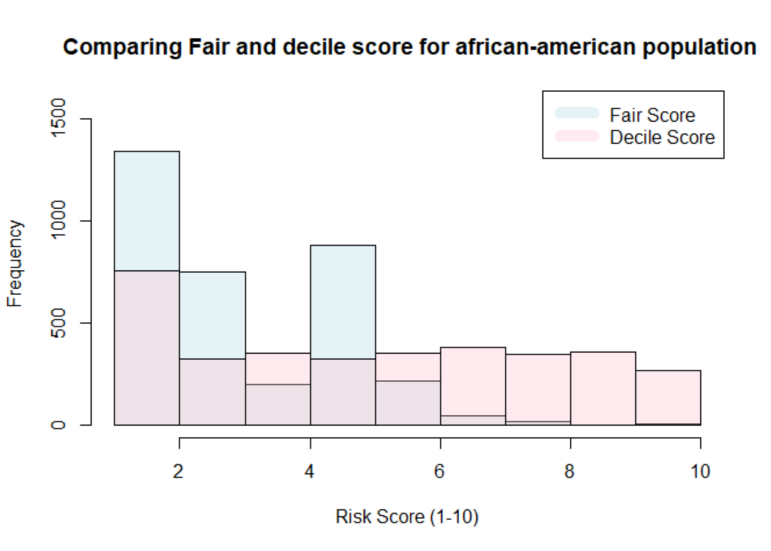 Comparing Fair and decile score for african-american population
Fair Score
Decile Score
1500
1000
500
0
Frequency
2 4 6 8 10
Risk Score (1-10)